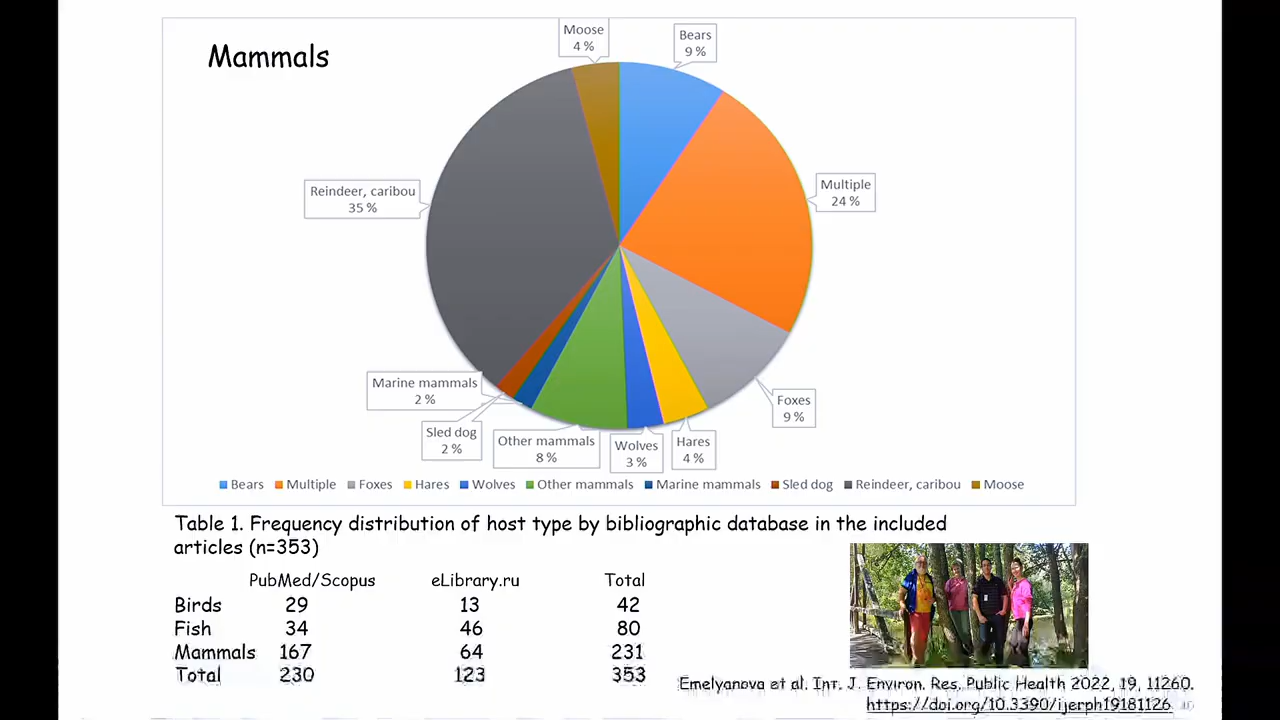 Mammals
Moose
4 %
Bears
9 %
Reindeer, caribou
35 %
Multiple
24 %
Marine mammals
2 %
Foxes
9 %
Sled dog
2 %
Other mammals
8 %
Wolves
3 %
Hares
4 %
Bears Multiple Foxes Hares Wolves Other mammals Marine mammals Sled dog Reindeer, caribou Moose
Table 1. Frequency distribution of host type by bibliographic database in the included
articles (n=353)
PubMed/Scopus eLibrary.ru Total
Birds 29 13 42
Fish 34 46 80
Mammals 167 64 231
Total 230 123 353
Emelyanova et al. Int. J. Environ. Res. Public Health 2022, 19, 11260.
https://doi.org/10.3390/ijerph19181126